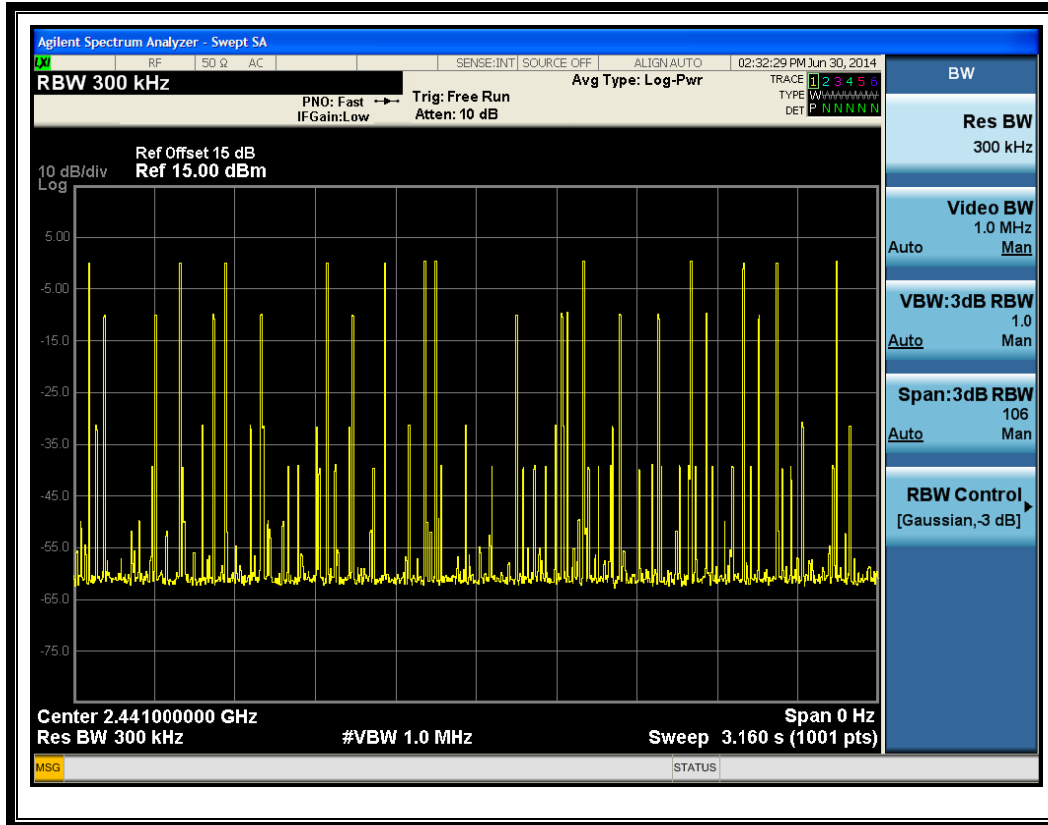 Agilent Spectrum Analyzer - Swept SA
LXI RF 50 Ω AC SENSE:INT SOURCE OFF ALIGN AUTO 02:32:29 PM Jun 30, 2014
RBW 300 kHz
PNO: Fast
IFGain:Low
Trig: Free Run
Atten: 10 dB
Avg Type: Log-Pwr
TRACE 1 2 3 4 5 6
TYPE WWWWWW
DET P N N N N N
Ref Offset 15 dB
10 dB/div Ref 15.00 dBm
Log
5.00
-5.00
-15.0
-25.0
-35.0
-45.0
-55.0
-65.0
-75.0
Center 2.441000000 GHz Span 0 Hz
Res BW 300 kHz #VBW 1.0 MHz Sweep 3.160 s (1001 pts)
MSG STATUS
BW
Res BW
300 kHz
Video BW
1.0 MHz
Auto Man
VBW:3dB RBW
1.0
Auto Man
Span:3dB RBW
106
Auto Man
RBW Control
[Gaussian,-3 dB]